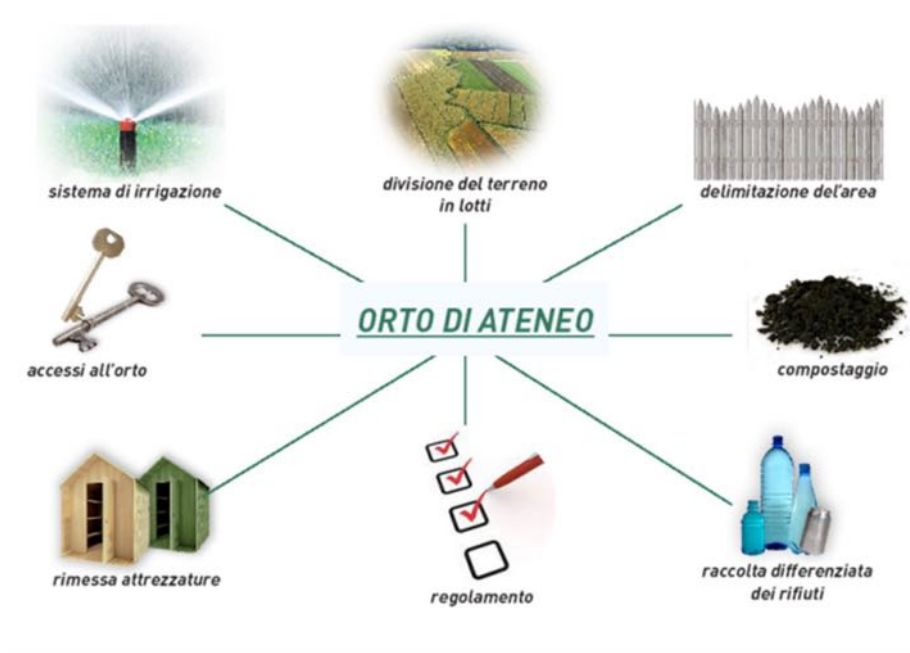 sistema di irrigazione
divisione del terreno
in lotti
delimitazione del'area
accessi all'orto
ORTO DI ATENEO
compostaggio
rimessa attrezzature
regolamento
raccolta differenziata
dei rifiuti